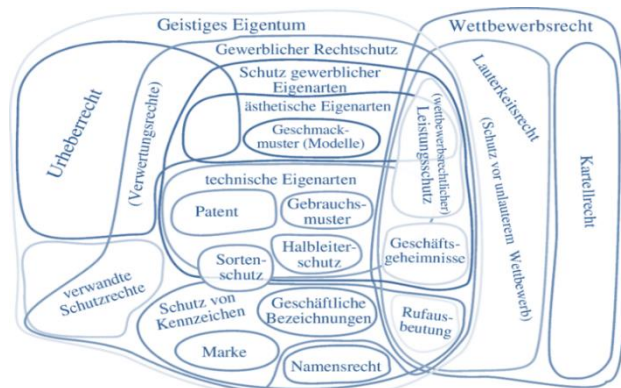 Geistiges Eigentum
Wettbewerbsrecht
Gewerblicher Rechtschutz
Schutz gewerblicher
Eigenarten
ästhetische Eigenarten
Geschmack-
muster (Modelle)
Urheberrecht
(Verwertungsrechte)
(wettbewerbsrechtlicher)
Leistungsschutz
Lauterkeitsrecht
(Schutz vor unlauterem Wettbewerb)
Kartellrecht
technische Eigenarten
Patent
Gebrauchs-
muster
Sorten-
schutz
Halbleiter-
schutz
Geschäfts-
geheimnisse
verwandte
Schutzrechte
Schutz von
Kennzeichen
Geschäftliche
Bezeichnungen
Rufaus-
beutung
Marke
Namensrecht